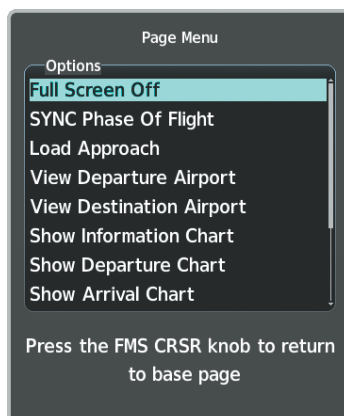 Page Menu
Options
Full Screen Off
SYNC Phase Of Flight
Load Approach
View Departure Airport
View Destination Airport
Show Information Chart
Show Departure Chart
Show Arrival Chart
Press the FMS CRSR knob to return
to base page